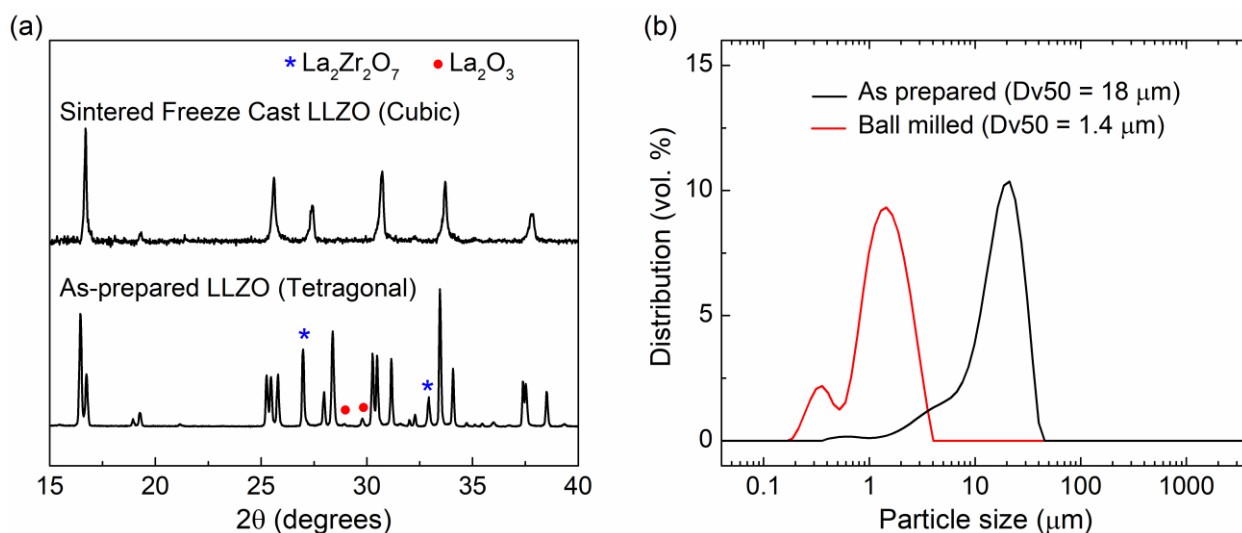 (a)
* La₂Zr₂O₇ ● La₂O₃
Sintered Freeze Cast LLZO (Cubic)
As-prepared LLZO (Tetragonal)
*
*
15 20 25 30 35 40
2θ (degrees)
(b)
As prepared (Dv50 = 18 μm)
Ball milled (Dv50 = 1.4 μm)
Distribution (vol. %)
15
10
5
0
0.1 1 10 100 1000
Particle size (μm)